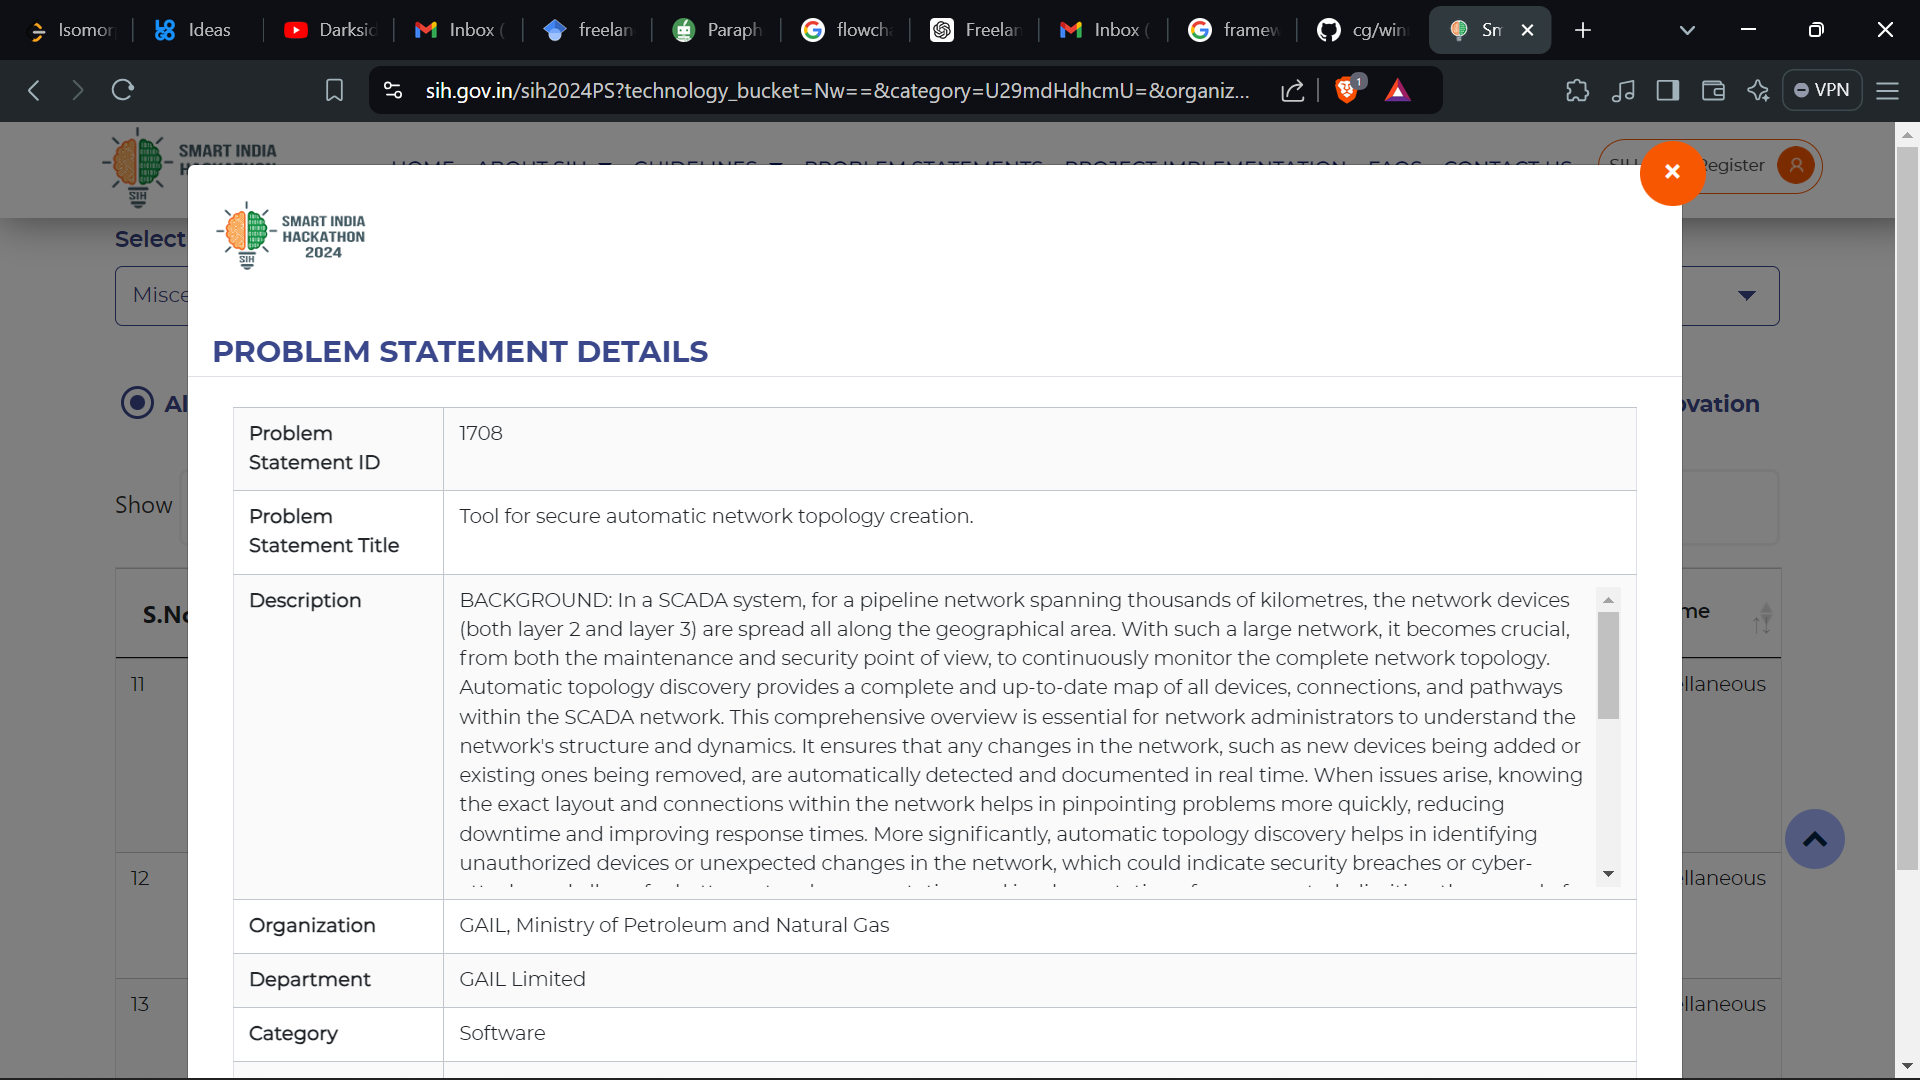 Isomor
Ideas
Darksid
Inbox (
freelan
Paraph
flowcha
Freelan
Inbox (
framew
cg/win
Sm
sih.gov.in/sih2024PS?technology_bucket=Nw==&category=U29mdHdhcmU=&organiz...
1
VPN
SMART INDIA
SIH
Register
Select
SMART INDIA
HACKATHON
2024
SIH
Misce
PROBLEM STATEMENT DETAILS
Al
ovation
Problem Statement ID
1708
Show
Problem Statement Title
Tool for secure automatic network topology creation.
Description
BACKGROUND: In a SCADA system, for a pipeline network spanning thousands of kilometres, the network devices
(both layer 2 and layer 3) are spread all along the geographical area. With such a large network, it becomes crucial,
from both the maintenance and security point of view, to continuously monitor the complete network topology.
Automatic topology discovery provides a complete and up-to-date map of all devices, connections, and pathways
within the SCADA network. This comprehensive overview is essential for network administrators to understand the
network's structure and dynamics. It ensures that any changes in the network, such as new devices being added or
existing ones being removed, are automatically detected and documented in real time. When issues arise, knowing
the exact layout and connections within the network helps in pinpointing problems more quickly, reducing
downtime and improving response times. More significantly, automatic topology discovery helps in identifying
unauthorized devices or unexpected changes in the network, which could indicate security breaches or cyber-
S.No
me
11
llaneous
12
llaneous
Organization
GAIL, Ministry of Petroleum and Natural Gas
Department
GAIL Limited
13
llaneous
Category
Software